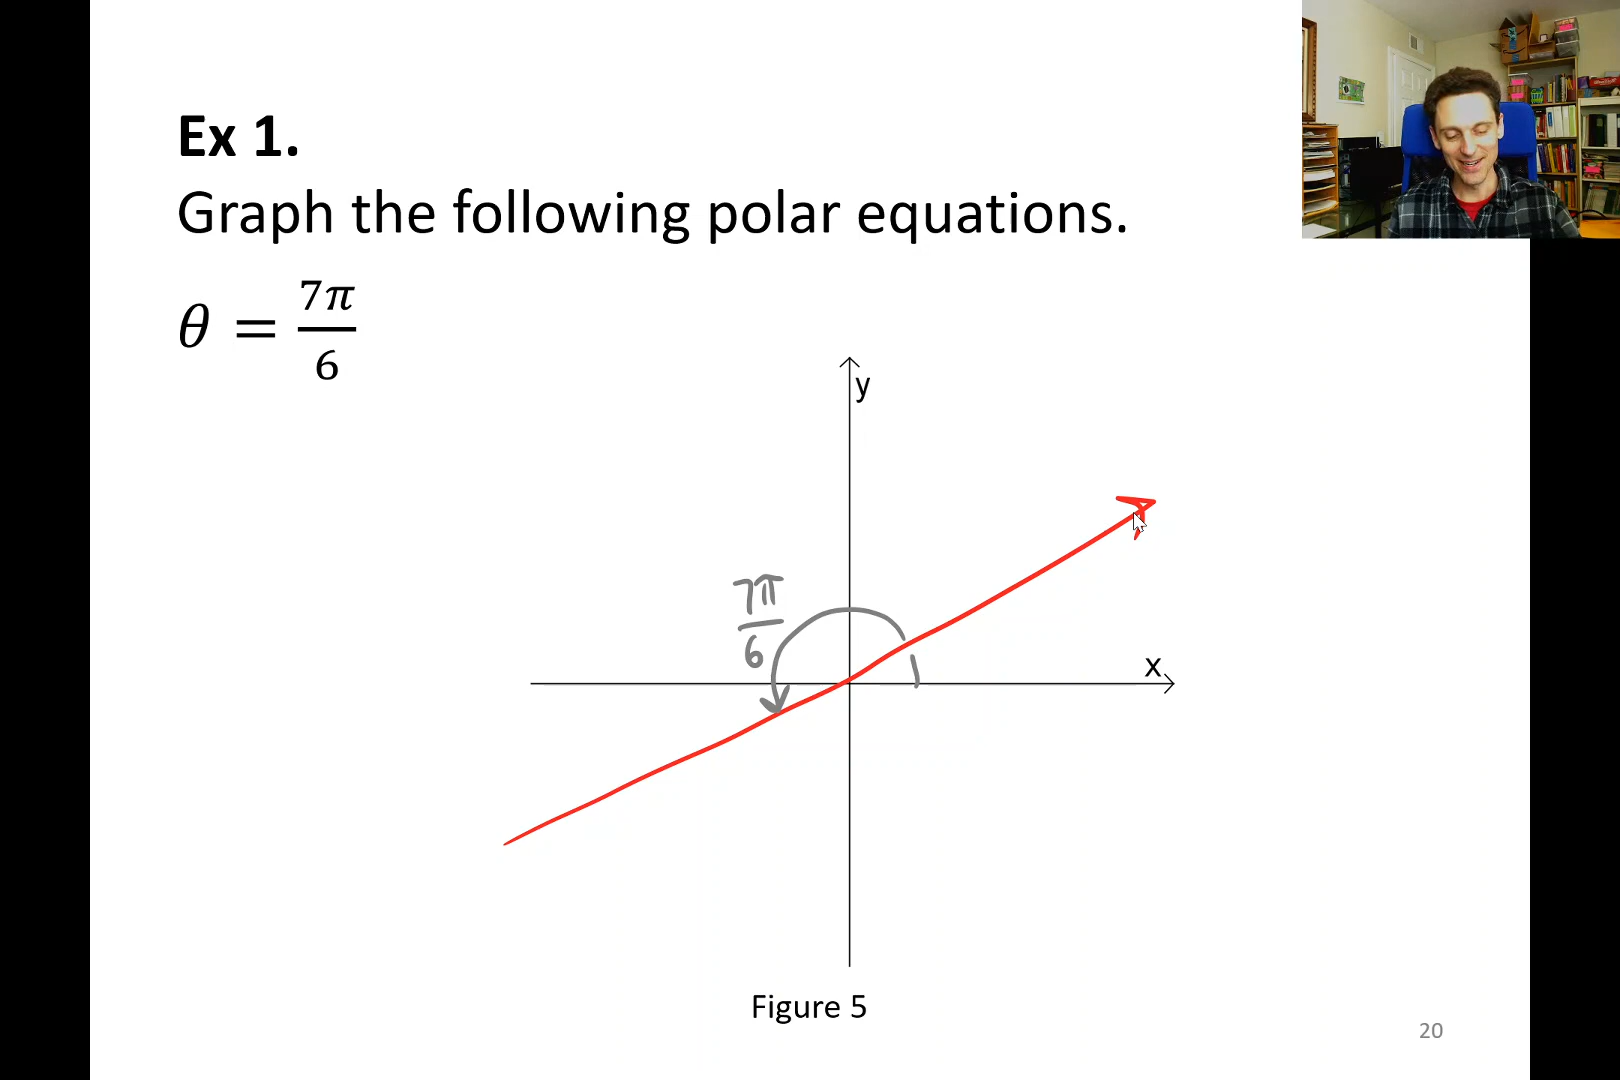 Ex 1.
Graph the following polar equations.
θ = 7π/6
y
7π/6
x
Figure 5
20